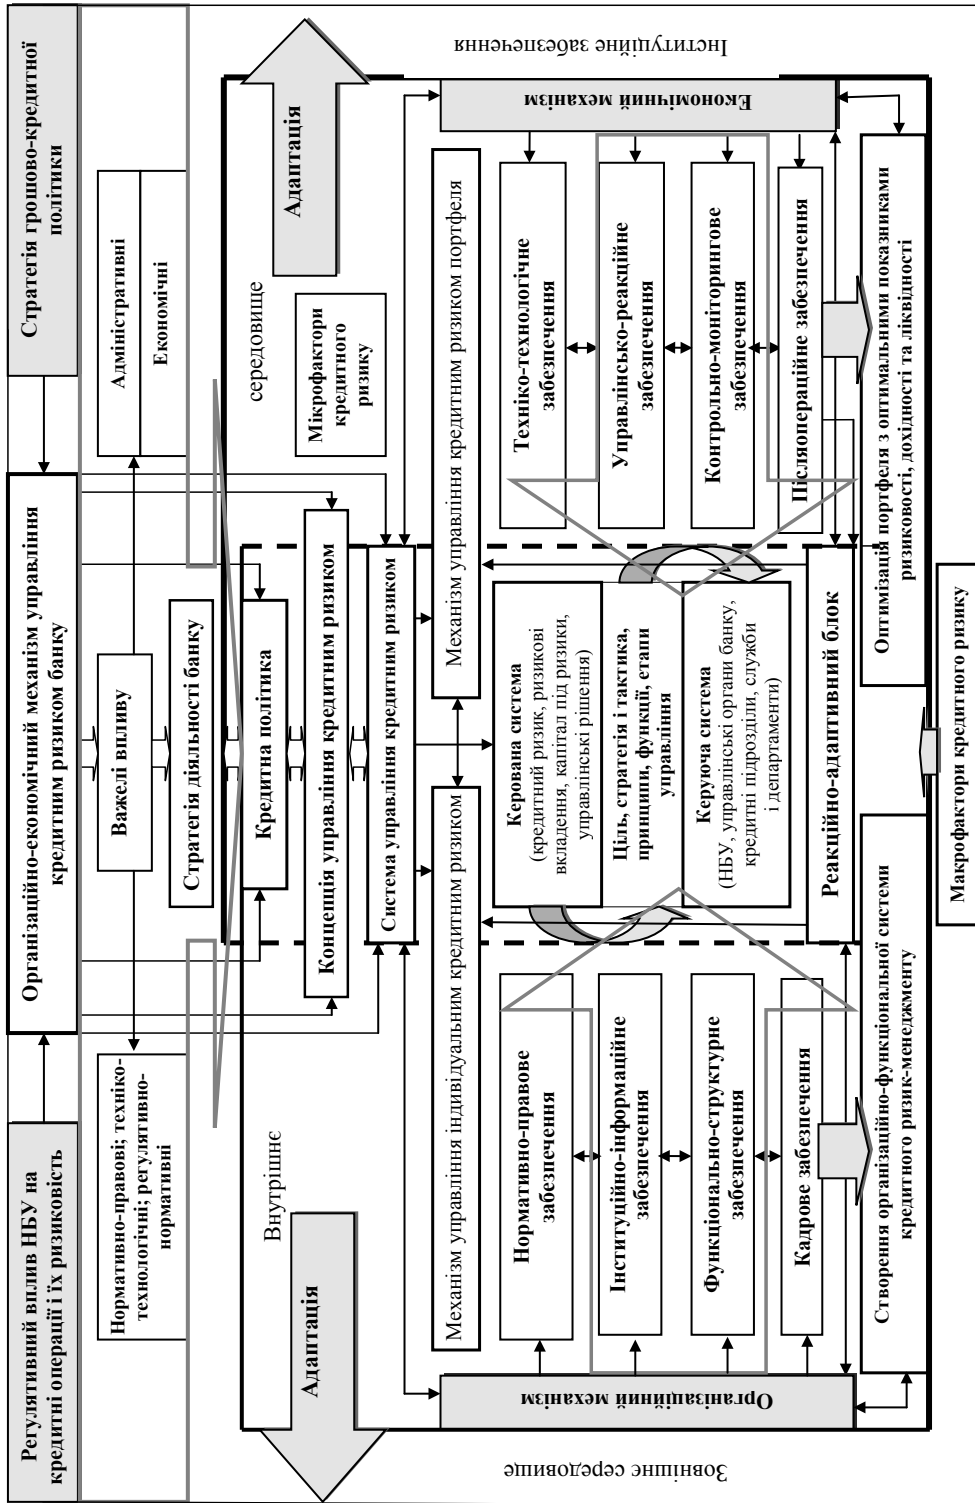 Регулятивний вплив НБУ на
кредитні операції і їх ризиковість
Організаційно-економічний механізм управління
кредитним ризиком банку
Стратегія грошово-кредитної
політики
Нормативно-правові; техніко-
технологічні; регулятивно-
нормативні
Важелі впливу
Адміністративні
Економічні
Стратегія діяльності банку
Внутрішнє
середовище
Кредитна політика
Адаптація
Концепція управління кредитним ризиком
Мікрофактори
кредитного
ризику
Адаптація
Система управління кредитним ризиком
Механізм управління індивідуальним кредитним ризиком
Механізм управління кредитним ризиком портфеля
Зовнішнє середовище
Організаційний механізм
Нормативно-правове
забезпечення
Інституційно-інформаційне
забезпечення
Функціонально-структурне
забезпечення
Кадрове забезпечення
Керована система
(кредитний ризик, ризикові
вкладення, капітал під ризики,
управлінські рішення)
Ціль, стратегія і тактика,
принципи, функції, етапи
управління
Керуюча система
(НБУ, управлінські органи банку,
кредитні підрозділи, служби
і департаменти)
Техніко-технологічне
забезпечення
Управлінсько-реакційне
забезпечення
Контрольно-моніторингове
забезпечення
Післяопераційне забезпечення
Економічний механізм
Інституційне забезпечення
Реакційно-адаптивний блок
Створення організаційно-функціональної системи
кредитного ризик-менеджменту
Оптимізація портфеля з оптимальними показниками
ризиковості, дохідності та ліквідності
Макрофактори кредитного ризику